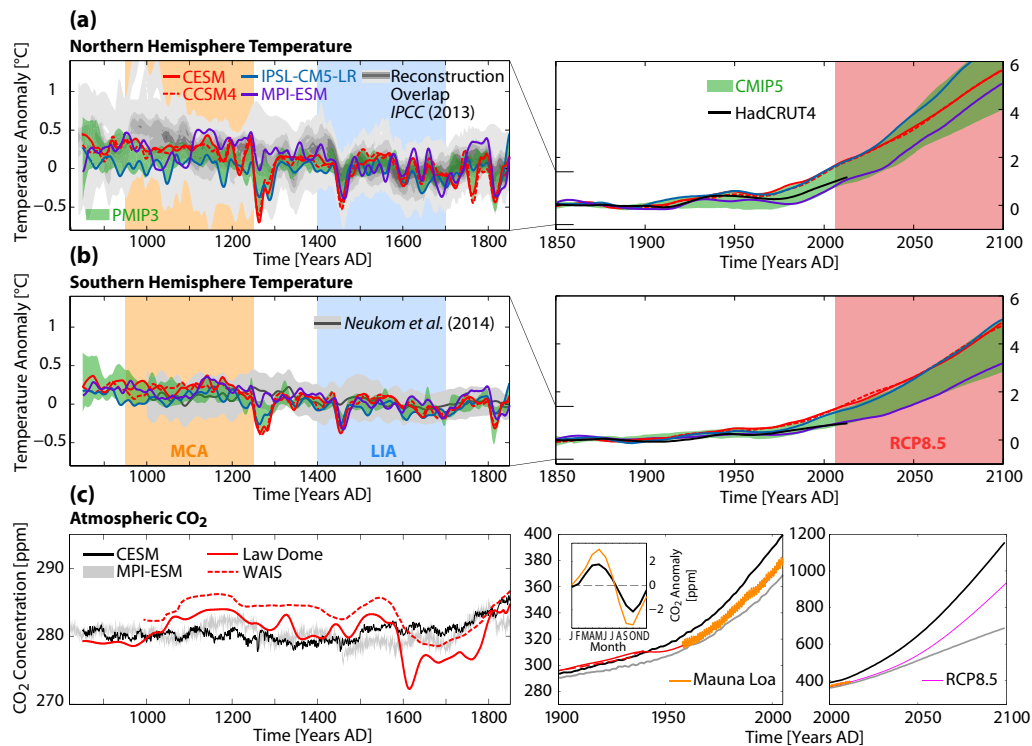 (a)
Northern Hemisphere Temperature
Temperature Anomaly [°C]
1
0.5
0
−0.5
CESM
CCSM4
IPSL-CM5-LR
MPI-ESM
Reconstruction
Overlap
IPCC (2013)
PMIP3
1000 1200 1400 1600 1800
Time [Years AD]
CMIP5
HadCRUT4
6
4
2
0
1850 1900 1950 2000 2050 2100
Time [Years AD]
(b)
Southern Hemisphere Temperature
Temperature Anomaly [°C]
1
0.5
0
−0.5
Neukom et al. (2014)
MCA
LIA
1000 1200 1400 1600 1800
Time [Years AD]
6
4
2
0
RCP8.5
1850 1900 1950 2000 2050 2100
Time [Years AD]
(c)
Atmospheric CO2
CO2 Concentration [ppm]
290
280
270
CESM
MPI-ESM
Law Dome
WAIS
1000 1200 1400 1600 1800
Time [Years AD]
400
380
360
340
320
300
280
2
0
−2
CO2 Anomaly
[ppm]
J F M A M J J A S O N D
Month
Mauna Loa
1900 1950 2000
1200
1000
800
600
400
RCP8.5
2000 2050 2100
Time [Years AD]